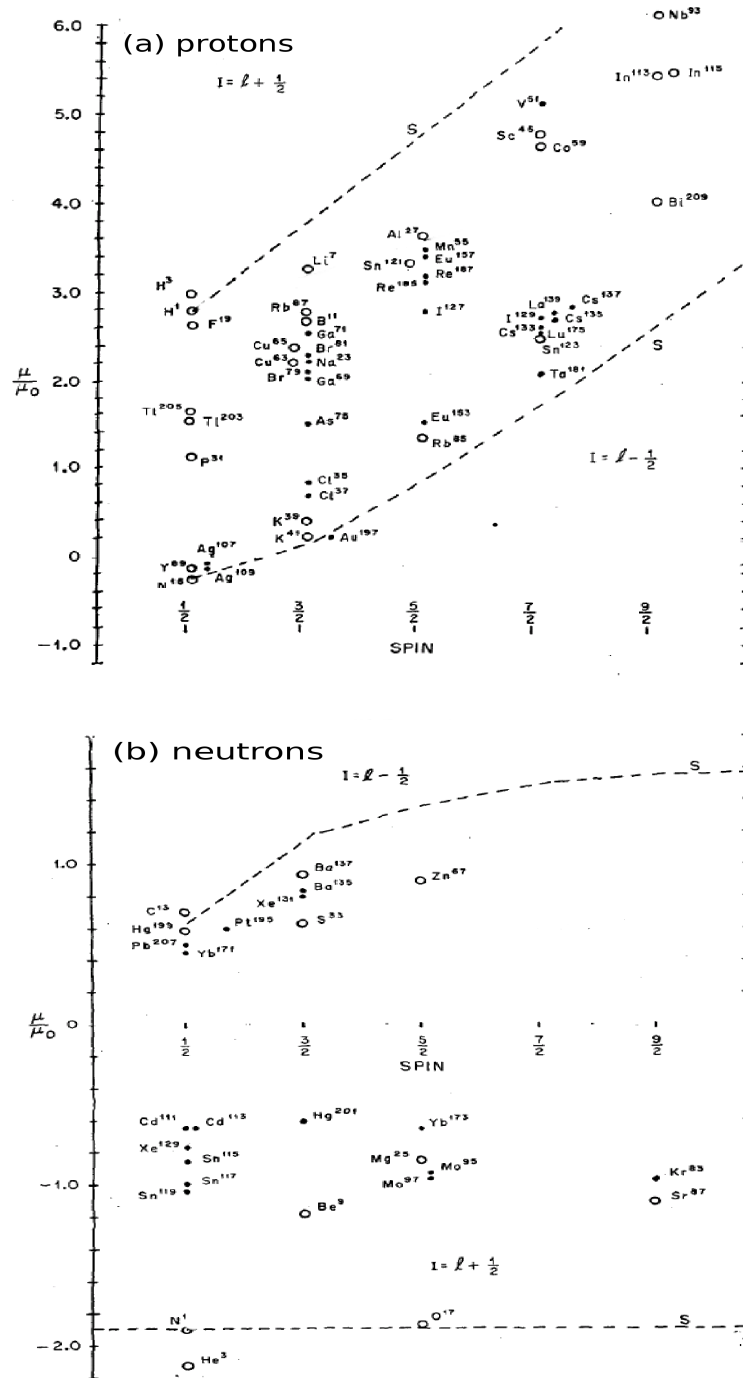 6.0
(a) protons
Nb⁹³
I = ℓ + 1/2
In¹¹³
In¹¹⁵
V⁵¹
5.0
S
Sc⁴⁵
Co⁵⁹
4.0
Bi²⁰⁹
Al²⁷
Mn⁵⁵
Eu¹⁵⁷
Sn¹²¹
Re¹⁸⁷
Li⁷
Re¹⁸⁵
H³
3.0
H¹
F¹⁹
Rb⁸⁷
B¹¹
I¹²⁷
La¹³⁹
Cs¹³⁷
I¹²⁹
Cs¹³⁵
Ga⁷¹
Cs¹³³
Lu¹⁷⁵
Cu⁶⁵
Br⁸¹
Sn¹²³
S
Cu⁶³
Na²³
Br⁷⁹
Ga⁶⁹
Ta¹⁸¹
μ/μ₀
2.0
Tl²⁰⁵
Tl²⁰³
As⁷⁵
Eu¹⁵³
Rb⁸⁵
P³¹
I = ℓ - 1/2
1.0
Cl³⁵
Cl³⁷
K³⁹
K⁴¹
Au¹⁹⁷
0
Ag¹⁰⁷
Y⁸⁹
Ag¹⁰⁹
N¹⁵
1/2 3/2 5/2 7/2 9/2
−1.0
SPIN
(b) neutrons
I = ℓ − 1/2
S
1.0
Ba¹³⁷
Ba¹³⁵
Zn⁶⁷
Xe¹³¹
C¹³
S³³
Hg¹⁹⁹
Pt¹⁹⁵
Pb²⁰⁷
Yb¹⁷¹
μ/μ₀
0
1/2 3/2 5/2 7/2 9/2
SPIN
Cd¹¹¹
Cd¹¹³
Hg²⁰¹
Yb¹⁷³
Xe¹²⁹
Sn¹¹⁵
Mg²⁵
Mo⁹⁵
Kr⁸³
Sn¹¹⁷
Mo⁹⁷
−1.0
Sn¹¹⁹
Be⁹
Sr⁸⁷
I = ℓ + 1/2
N¹
O¹⁷
S
−2.0
He³